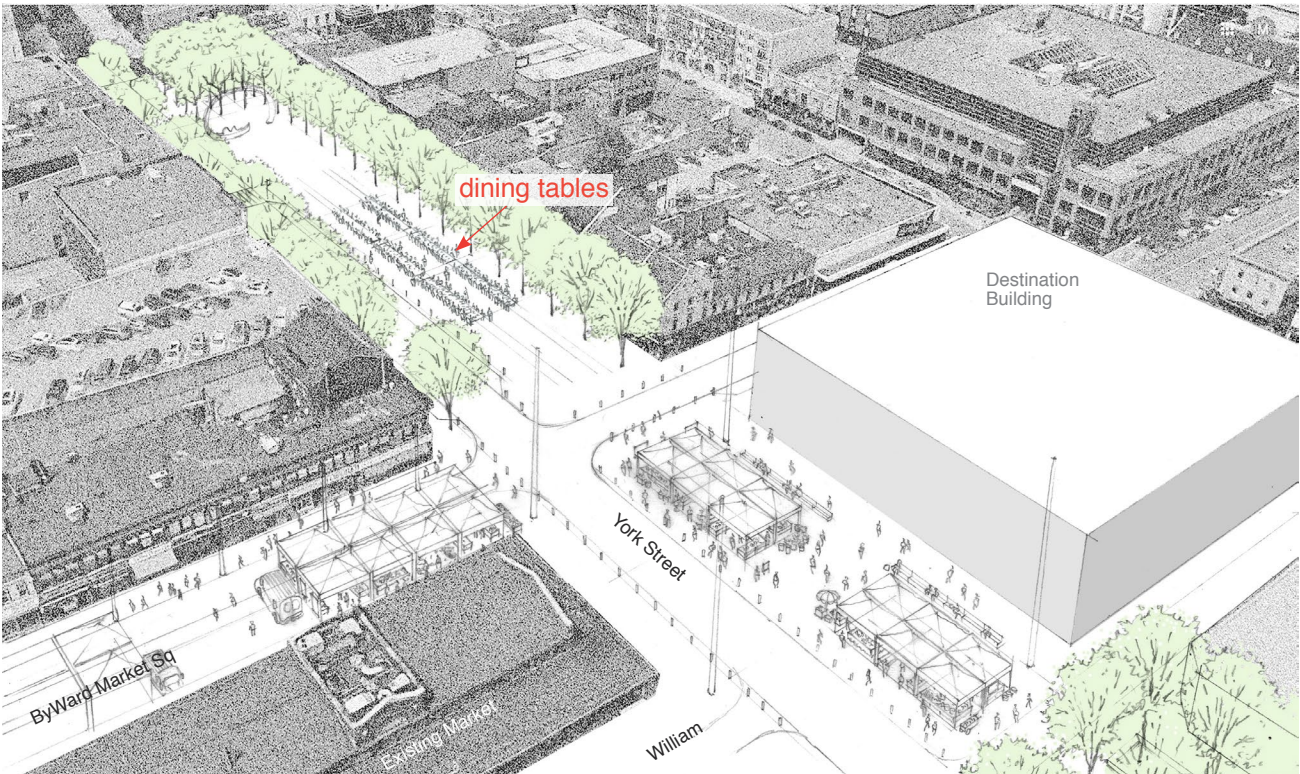 dining tables
Destination
Building
York Street
ByWard Market Sq
Existing Market
William